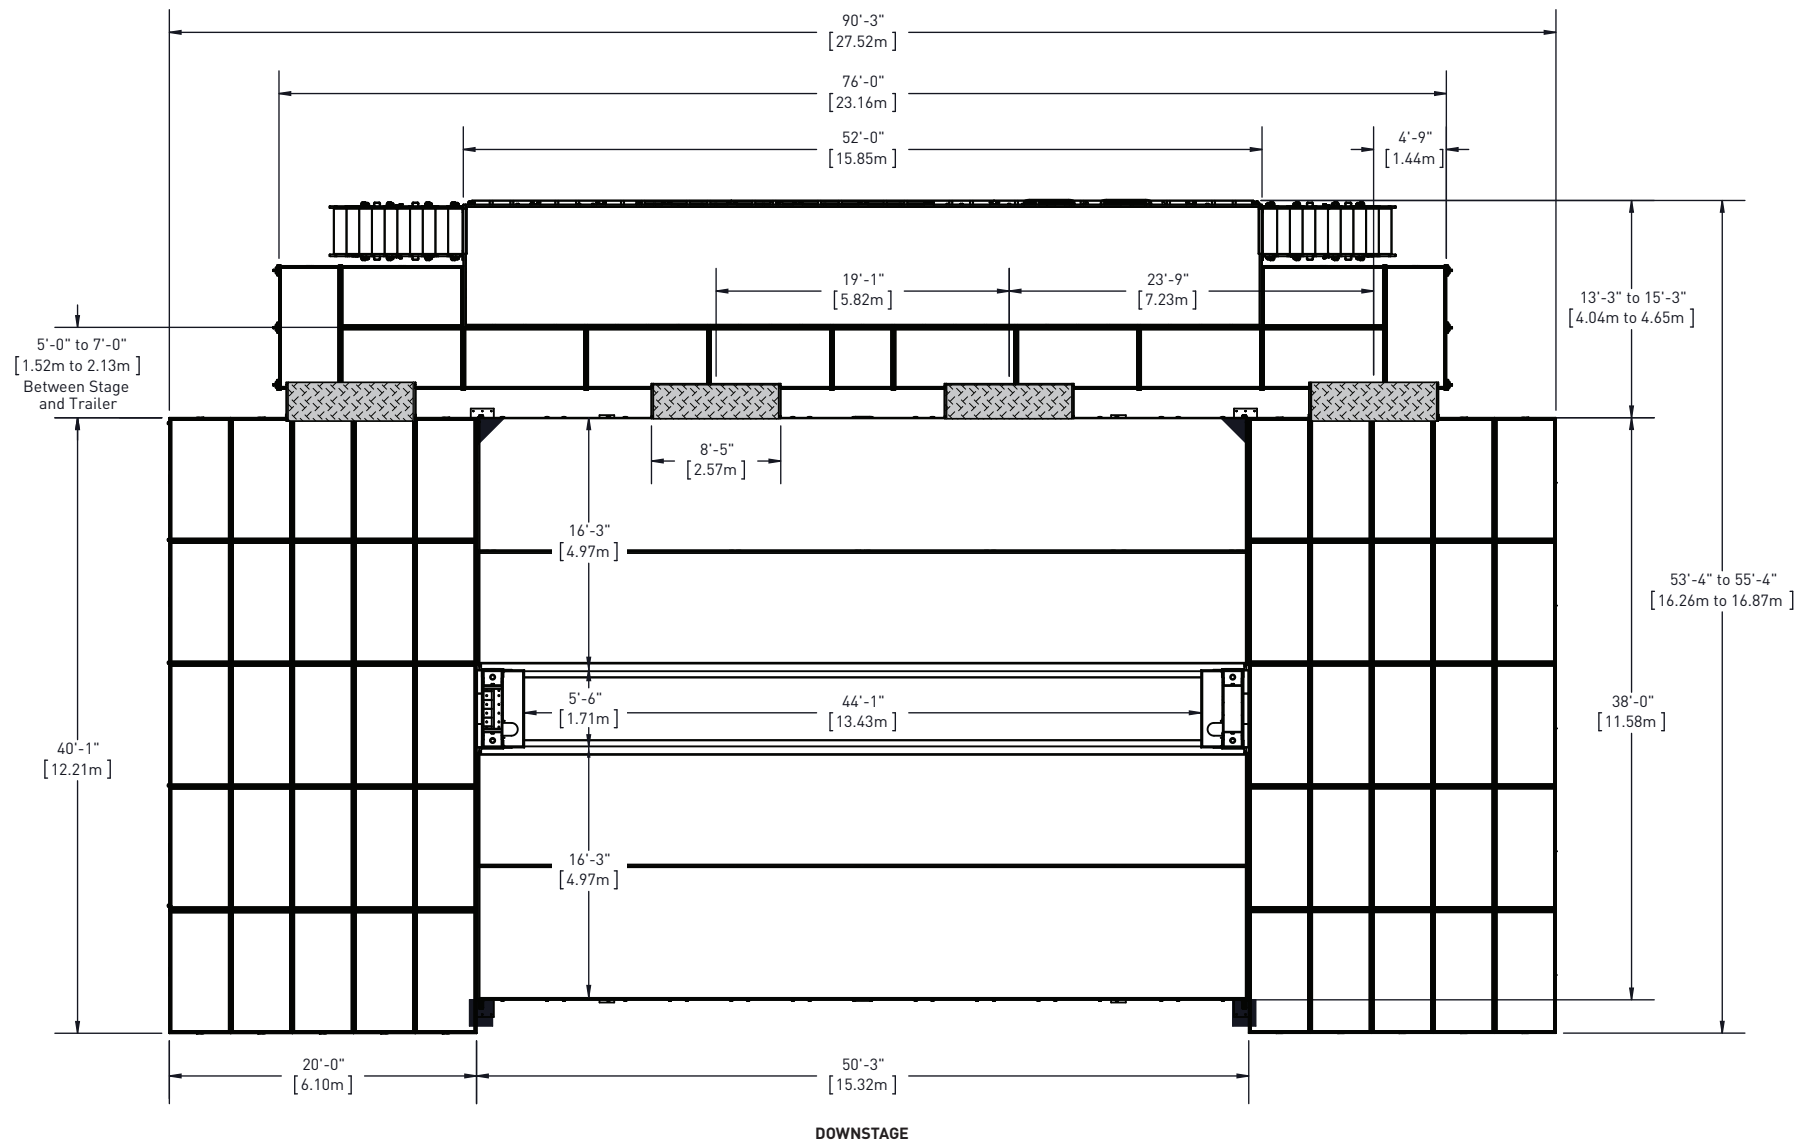 90'-3"
[27.52m]
76'-0"
[23.16m]
52'-0"
[15.85m]
4'-9"
[1.44m]
19'-1"
[5.82m]
23'-9"
[7.23m]
13'-3" to 15'-3"
[4.04m to 4.65m]
5'-0" to 7'-0"
[1.52m to 2.13m]
Between Stage
and Trailer
8'-5"
[2.57m]
16'-3"
[4.97m]
53'-4" to 55'-4"
[16.26m to 16.87m]
5'-6"
[1.71m]
44'-1"
[13.43m]
38'-0"
[11.58m]
40'-1"
[12.21m]
16'-3"
[4.97m]
20'-0"
[6.10m]
50'-3"
[15.32m]
DOWNSTAGE